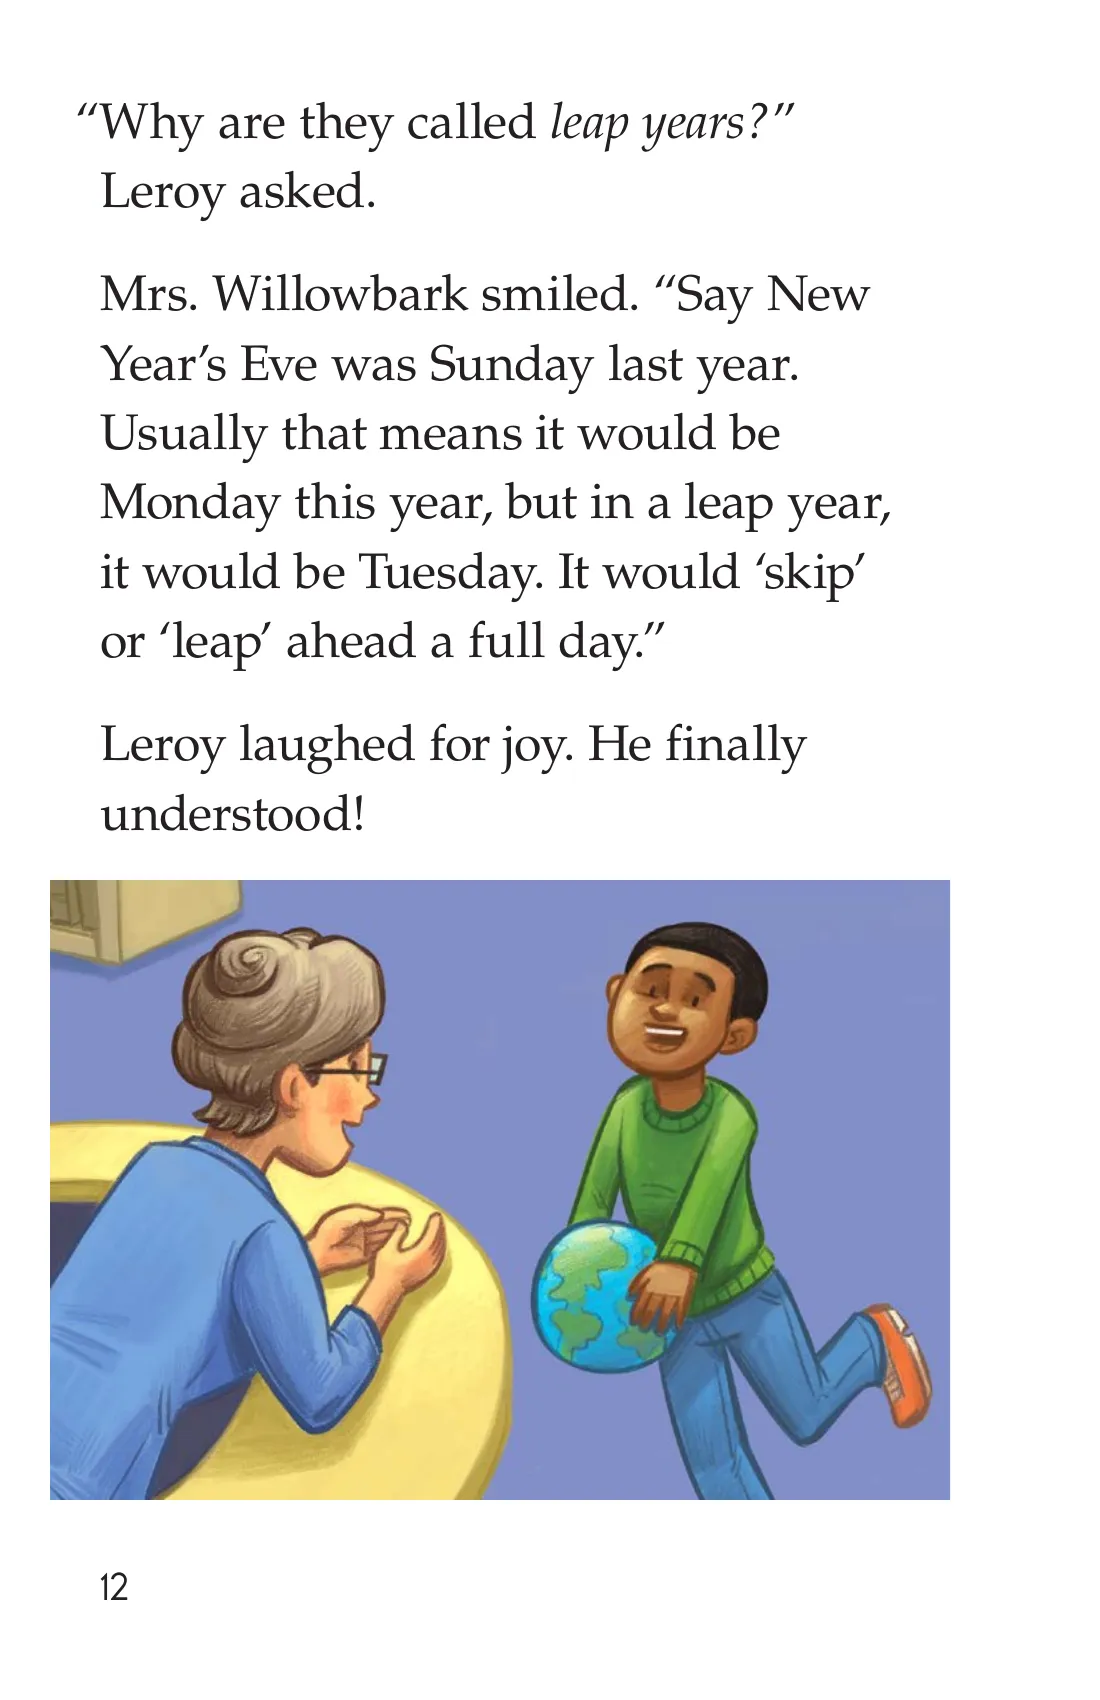 “Why are they called leap years?”
Leroy asked.
Mrs. Willowbark smiled. “Say New
Year’s Eve was Sunday last year.
Usually that means it would be
Monday this year, but in a leap year,
it would be Tuesday. It would ‘skip’
or ‘leap’ ahead a full day.”
Leroy laughed for joy. He finally
understood!
12